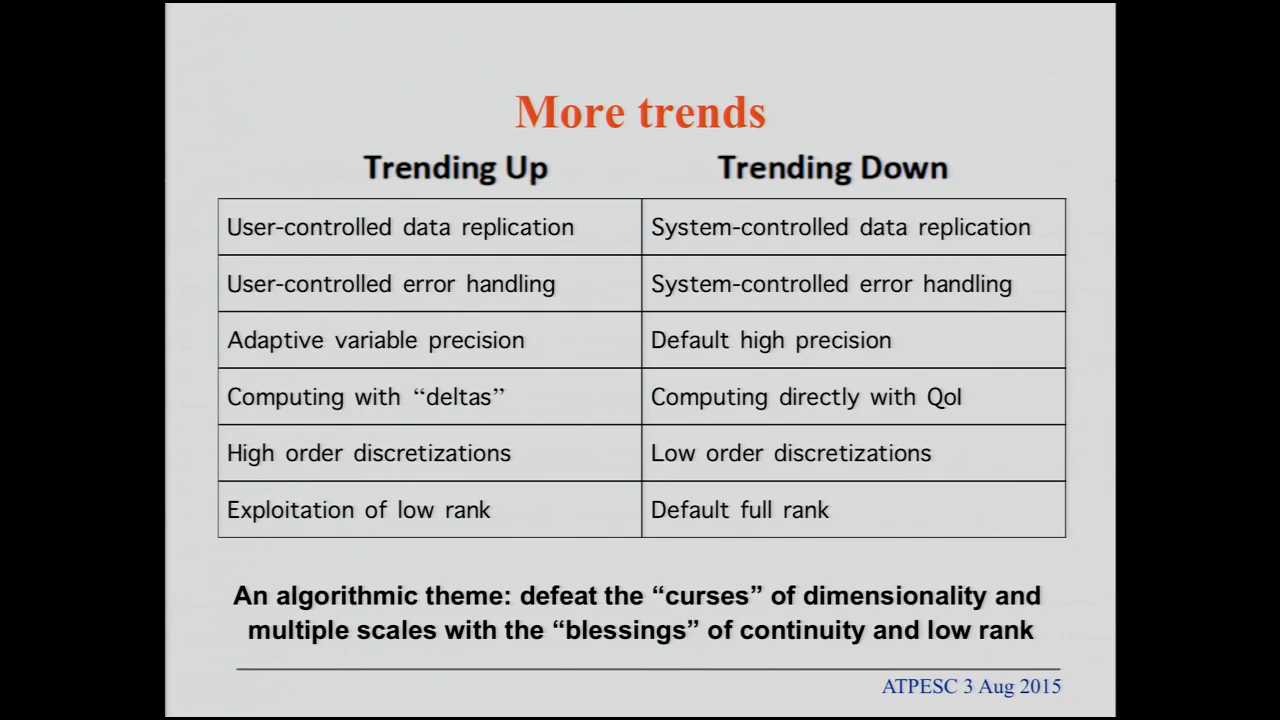 More trends
Trending Up Trending Down
User-controlled data replication System-controlled data replication
User-controlled error handling System-controlled error handling
Adaptive variable precision Default high precision
Computing with “deltas” Computing directly with QoI
High order discretizations Low order discretizations
Exploitation of low rank Default full rank
An algorithmic theme: defeat the “curses” of dimensionality and
multiple scales with the “blessings” of continuity and low rank
ATPESC 3 Aug 2015